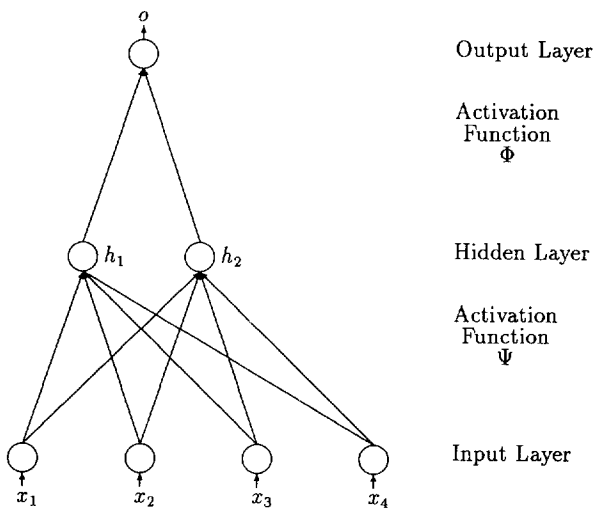 o
Output Layer
Activation
Function
Φ
h₁
h₂
Hidden Layer
Activation
Function
Ψ
Input Layer
x₁
x₂
x₃
x₄